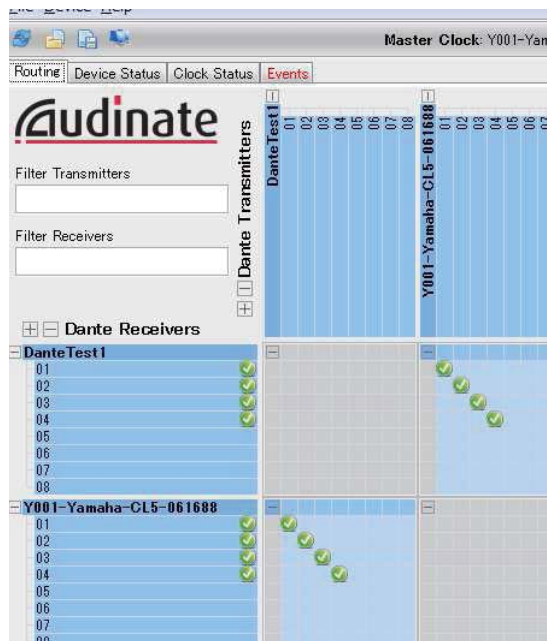 File Device Help
Master Clock: Y001-Yam
Routing Device Status Clock Status Events
Audinate
Filter Transmitters
Filter Receivers
Dante Transmitters
DanteTest1
01 02 03 04 05 06 07 08
Y001-Yamaha-CL5-061688
01 02 03 04 05 06 07
Dante Receivers
DanteTest1
01
02
03
04
05
06
07
08
Y001-Yamaha-CL5-061688
01
02
03
04
05
06
07